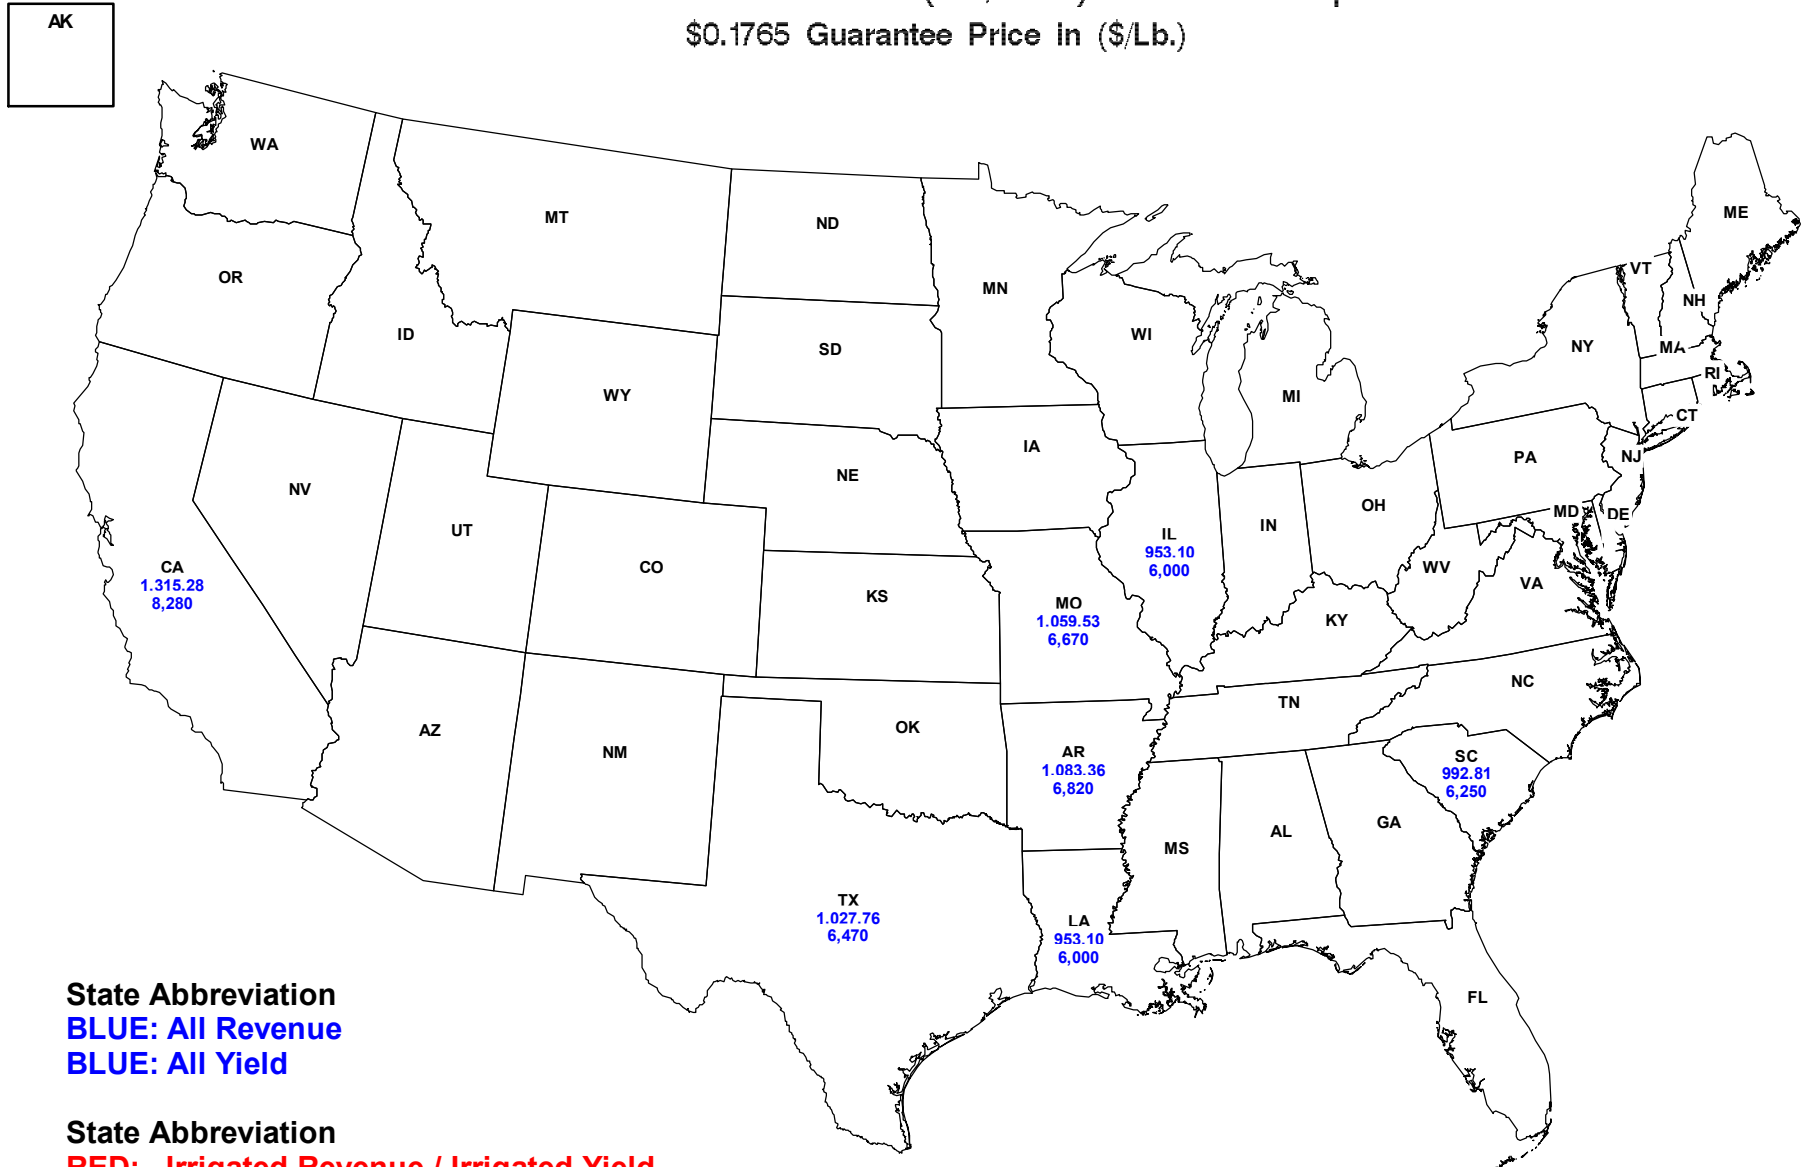 AK
$0.1765 Guarantee Price in ($/Lb.)
WA
MT
ND
MN
ME
VT
NH
OR
ID
SD
WI
NY
MA
RI
WY
MI
CT
IA
PA
NJ
NV
NE
OH
MD
DE
UT
IN
IL
953.10
6,000
CA
1.315.28
8,280
CO
KS
WV
VA
MO
1.059.53
6,670
KY
NC
AZ
NM
OK
TN
AR
1.083.36
6,820
SC
992.81
6,250
MS
AL
GA
TX
1.027.76
6,470
LA
953.10
6,000
FL
State Abbreviation
BLUE: All Revenue
BLUE: All Yield
State Abbreviation
RED: Irrigated Revenue / Irrigated Yield